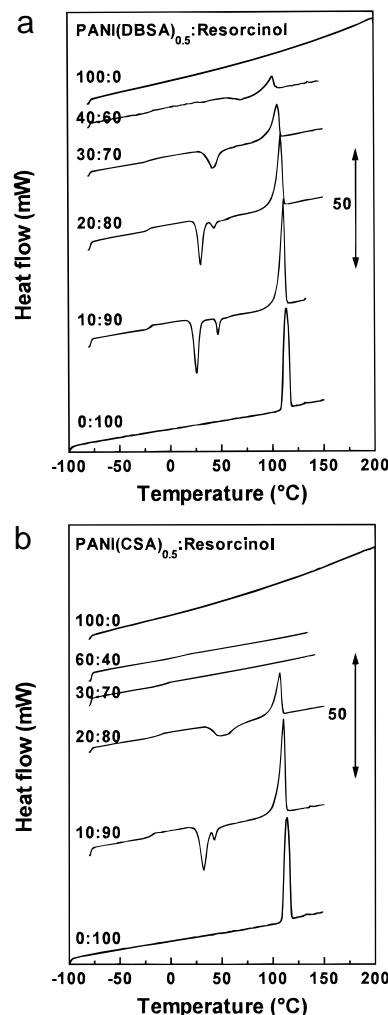 a
PANI(DBSA)0.5:Resorcinol
100:0
40:60
30:70
20:80
10:90
0:100
50
Heat flow (mW)
-100 -50 0 50 100 150 200
Temperature (°C)
b
PANI(CSA)0.5:Resorcinol
100:0
60:40
30:70
20:80
10:90
0:100
50
Heat flow (mW)
-100 -50 0 50 100 150 200
Temperature (°C)